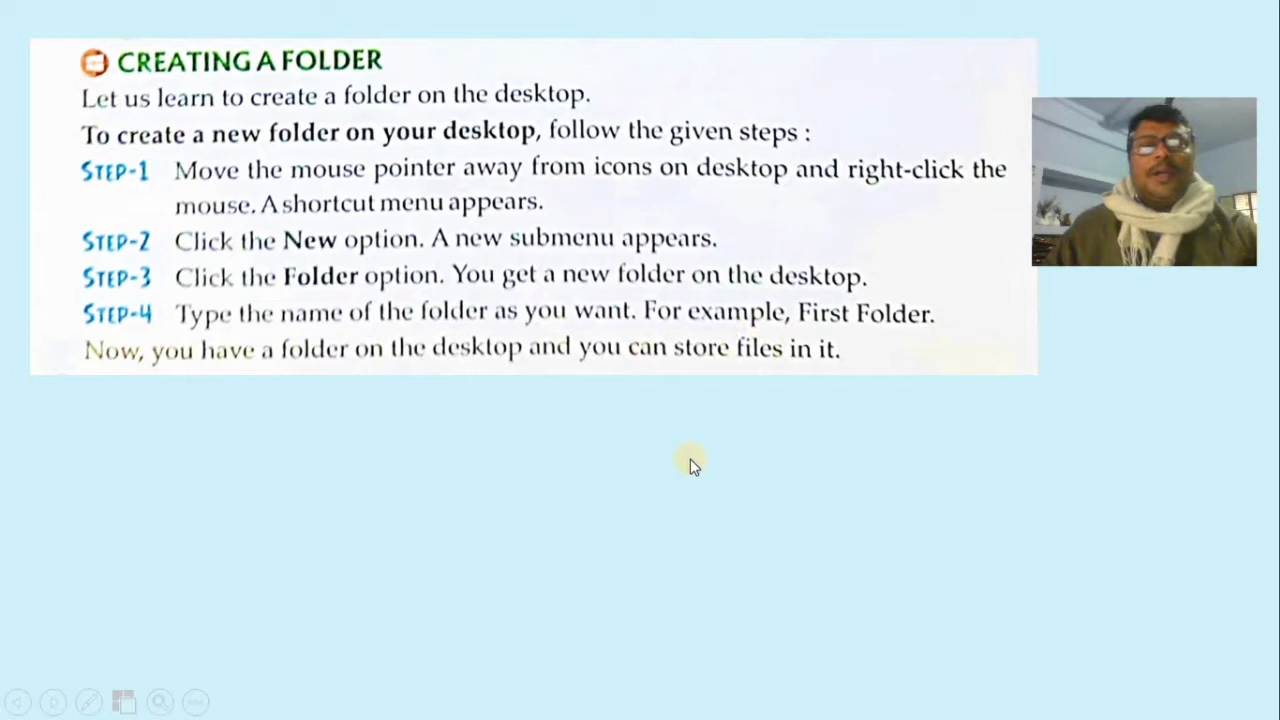 CREATING A FOLDER
Let us learn to create a folder on the desktop.
To create a new folder on your desktop, follow the given steps :
STEP-1 Move the mouse pointer away from icons on desktop and right-click the
mouse. A shortcut menu appears.
STEP-2 Click the New option. A new submenu appears.
STEP-3 Click the Folder option. You get a new folder on the desktop.
STEP-4 Type the name of the folder as you want. For example, First Folder.
Now, you have a folder on the desktop and you can store files in it.